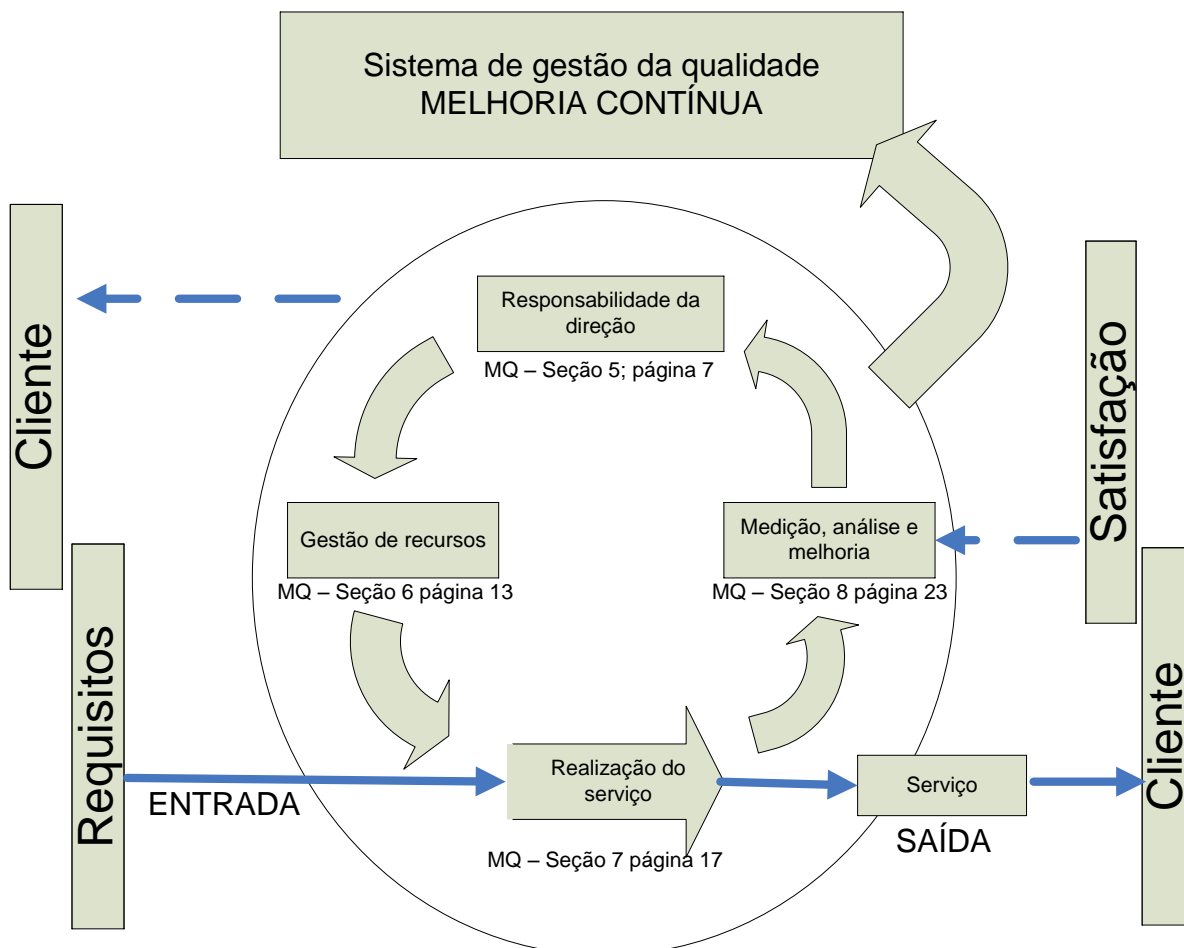 Sistema de gestão da qualidade
MELHORIA CONTÍNUA
Cliente
Responsabilidade da
direção
MQ – Seção 5; página 7
Satisfação
Gestão de recursos
MQ – Seção 6 página 13
Medição, análise e
melhoria
MQ – Seção 8 página 23
Requisitos
ENTRADA
Realização do
serviço
MQ – Seção 7 página 17
Serviço
SAÍDA
Cliente